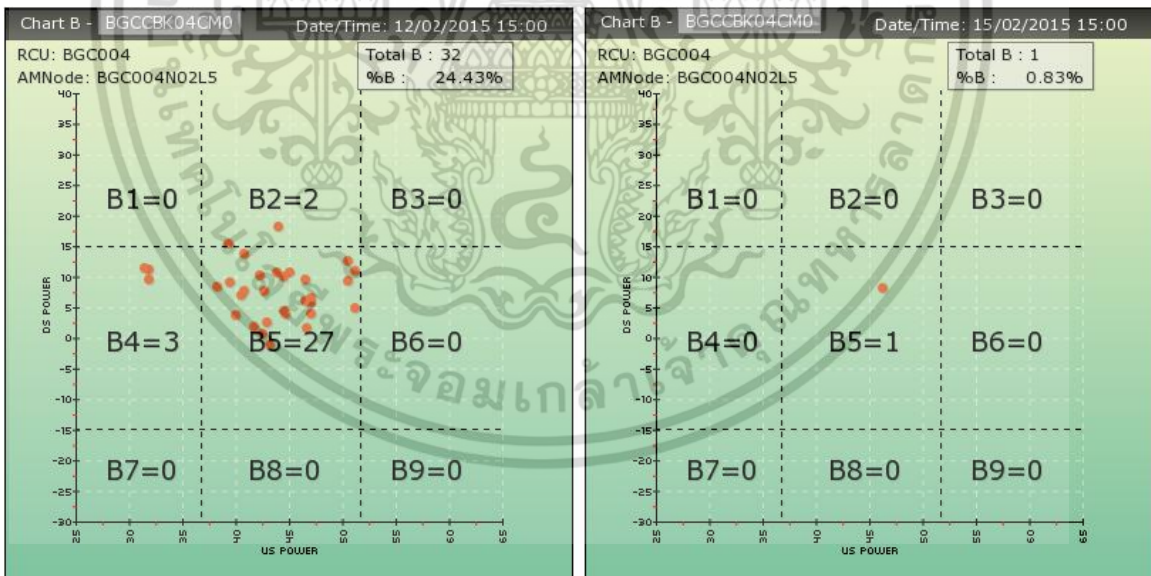 Chart B - BGCCBK04CM0 Date/Time: 12/02/2015 15:00
RCU: BGC004
AMNode: BGC004N02L5
Total B : 32
%B : 24.43%
40
35
30
25
20
15
10
5
0
-5
-10
-15
-20
-25
-30
DS POWER
B1=0 B2=2 B3=0
B4=3 B5=27 B6=0
B7=0 B8=0 B9=0
25 30 35 40 45 50 55 60 65
US POWER
Chart B - BGCCBK04CM0 Date/Time: 15/02/2015 15:00
RCU: BGC004
AMNode: BGC004N02L5
Total B : 1
%B : 0.83%
40
35
30
25
20
15
10
5
0
-5
-10
-15
-20
-25
-30
DS POWER
B1=0 B2=0 B3=0
B4=0 B5=1 B6=0
B7=0 B8=0 B9=0
25 30 35 40 45 50 55 60 65
US POWER